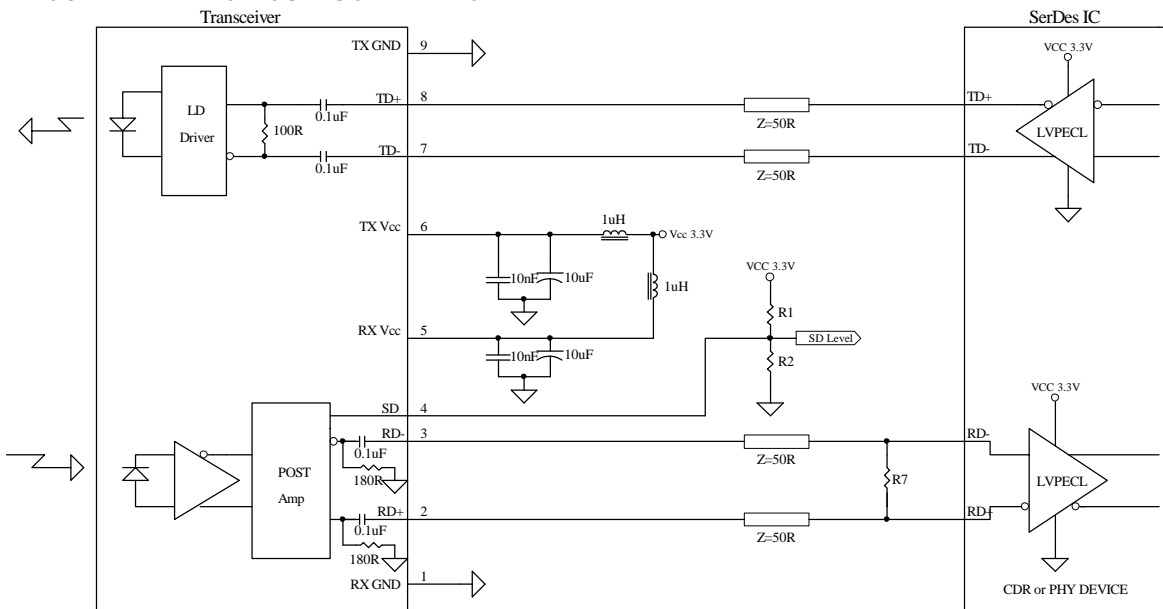 Transceiver
SerDes IC
TX GND
9
VCC 3.3V
LD
Driver
100R
0.1uF
TD+
8
Z=50R
TD+
LVPECL
0.1uF
TD-
7
Z=50R
TD-
TX Vcc
6
1uH
Vcc 3.3V
10nF
10uF
1uH
VCC 3.3V
R1
RX Vcc
5
SD Level
10nF
10uF
R2
SD
4
VCC 3.3V
RD-
3
Z=50R
RD-
0.1uF
180R
POST
Amp
R7
LVPECL
RD+
2
Z=50R
RD+
0.1uF
180R
RX GND
1
CDR or PHY DEVICE